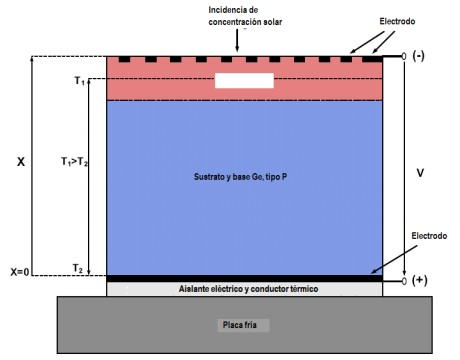 Incidencia de
concentración solar
Electrodo
(-)
T1
X
T1>T2
Sustrato y base Ge, tipo P
V
Electrodo
T2
X=0
(+)
Aislante eléctrico y conductor térmico
Placa fría